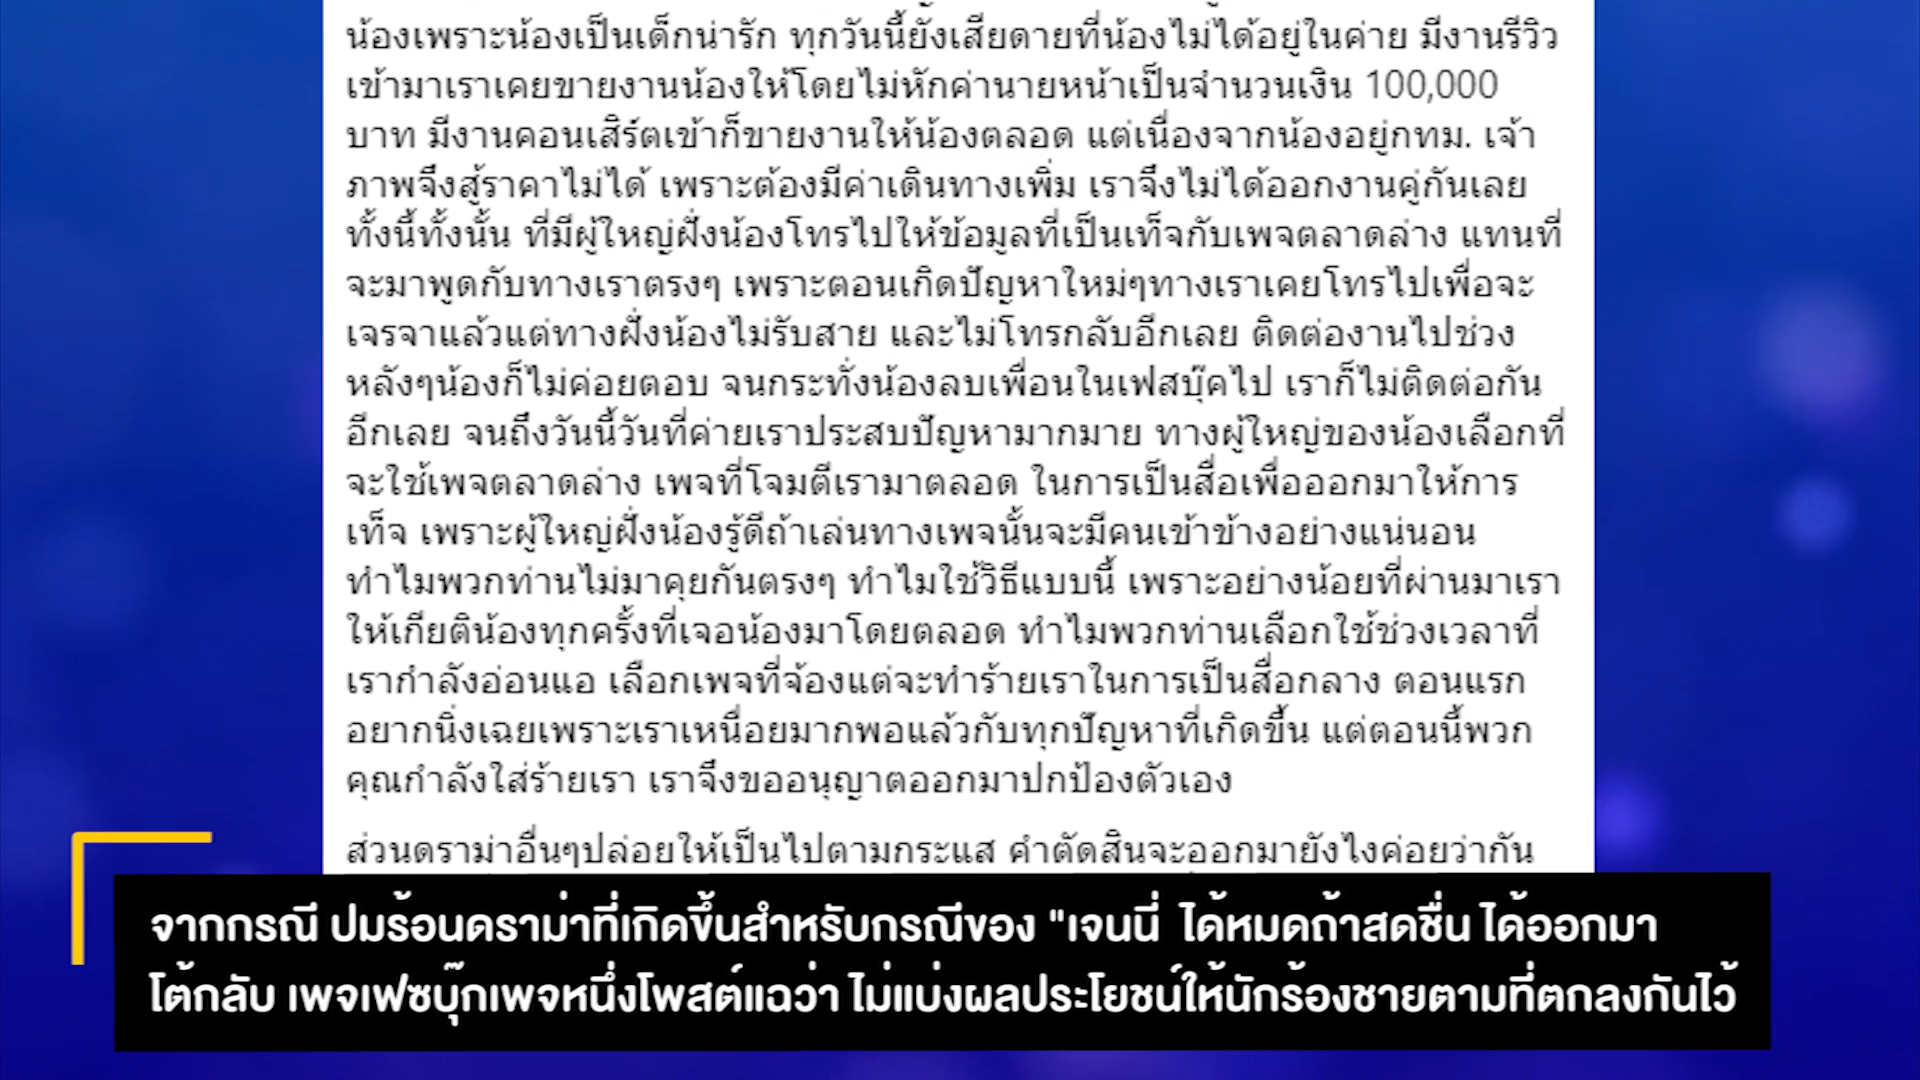 น้องเพราะน้องเป็นเด็กน่ารัก ทุกวันนี้ยังเสียดายที่น้องไม่ได้อยู่ในค่าย มีงานรีวิว
เข้ามาเราเคยขายงานน้องให้โดยไม่หักค่านายหน้าเป็นจำนวนเงิน 100,000
บาท มีงานคอนเสิร์ตเข้าก็ขายงานให้น้องตลอด แต่เนื่องจากน้องอยู่กทม. เจ้า
ภาพจึงสู้ราคาไม่ได้ เพราะต้องมีค่าเดินทางเพิ่ม เราจึงไม่ได้ออกงานคู่กันเลย
ทั้งนี้ทั้งนั้น ที่มีผู้ใหญ่ฝั่งน้องโทรไปให้ข้อมูลที่เป็นเท็จกับเพจตลาดล่าง แทนที่
จะมาพูดกับทางเราตรงๆ เพราะตอนเกิดปัญหาใหม่ๆทางเราเคยโทรไปเพื่อจะ
เจรจาแล้วแต่ทางฝั่งน้องไม่รับสาย และไม่โทรกลับอีกเลย ติดต่องานไปช่วง
หลังๆน้องก็ไม่ค่อยตอบ จนกระทั่งน้องลบเพื่อนในเฟสบุ๊คไป เราก็ไม่ติดต่อกัน
อีกเลย จนถึงวันนี้วันที่ค่ายเราประสบปัญหามากมาย ทางผู้ใหญ่ของน้องเลือกที่
จะใช้เพจตลาดล่าง เพจที่โจมตีเรามาตลอด ในการเป็นสื่อเพื่อออกมาให้การ
เท็จ เพราะผู้ใหญ่ฝั่งน้องรู้ดีถ้าเล่นทางเพจนั้นจะมีคนเข้าข้างอย่างแน่นอน
ทำไมพวกท่านไม่มาคุยกันตรงๆ ทำไมใช้วิธีแบบนี้ เพราะอย่างน้อยที่ผ่านมาเรา
ให้เกียติน้องทุกครั้งที่เจอน้องมาโดยตลอด ทำไมพวกท่านเลือกใช้ช่วงเวลาที่
เรากำลังอ่อนแอ เลือกเพจที่จ้องแต่จะทำร้ายเราในการเป็นสื่อกลาง ตอนแรก
อยากนิ่งเฉยเพราะเราเหนื่อยมากพอแล้วกับทุกปัญหาที่เกิดขึ้น แต่ตอนนี้พวก
คุณกำลังใส่ร้ายเรา เราจึงขออนุญาตออกมาปกป้องตัวเอง
ส่วนดราม่าอื่นๆปล่อยให้เป็นไปตามกระแส คำตัดสินจะออกมายังไงค่อยว่ากัน
จากกรณี ปมร้อนดราม่าที่เกิดขึ้นสำหรับกรณีของ "เจนนี่ ได้หมดถ้าสดชื่น ได้ออกมา
โต้กลับ เพจเฟซบุ๊กเพจหนึ่งโพสต์แฉว่า ไม่แบ่งผลประโยชน์ให้นักร้องชายตามที่ตกลงกันไว้